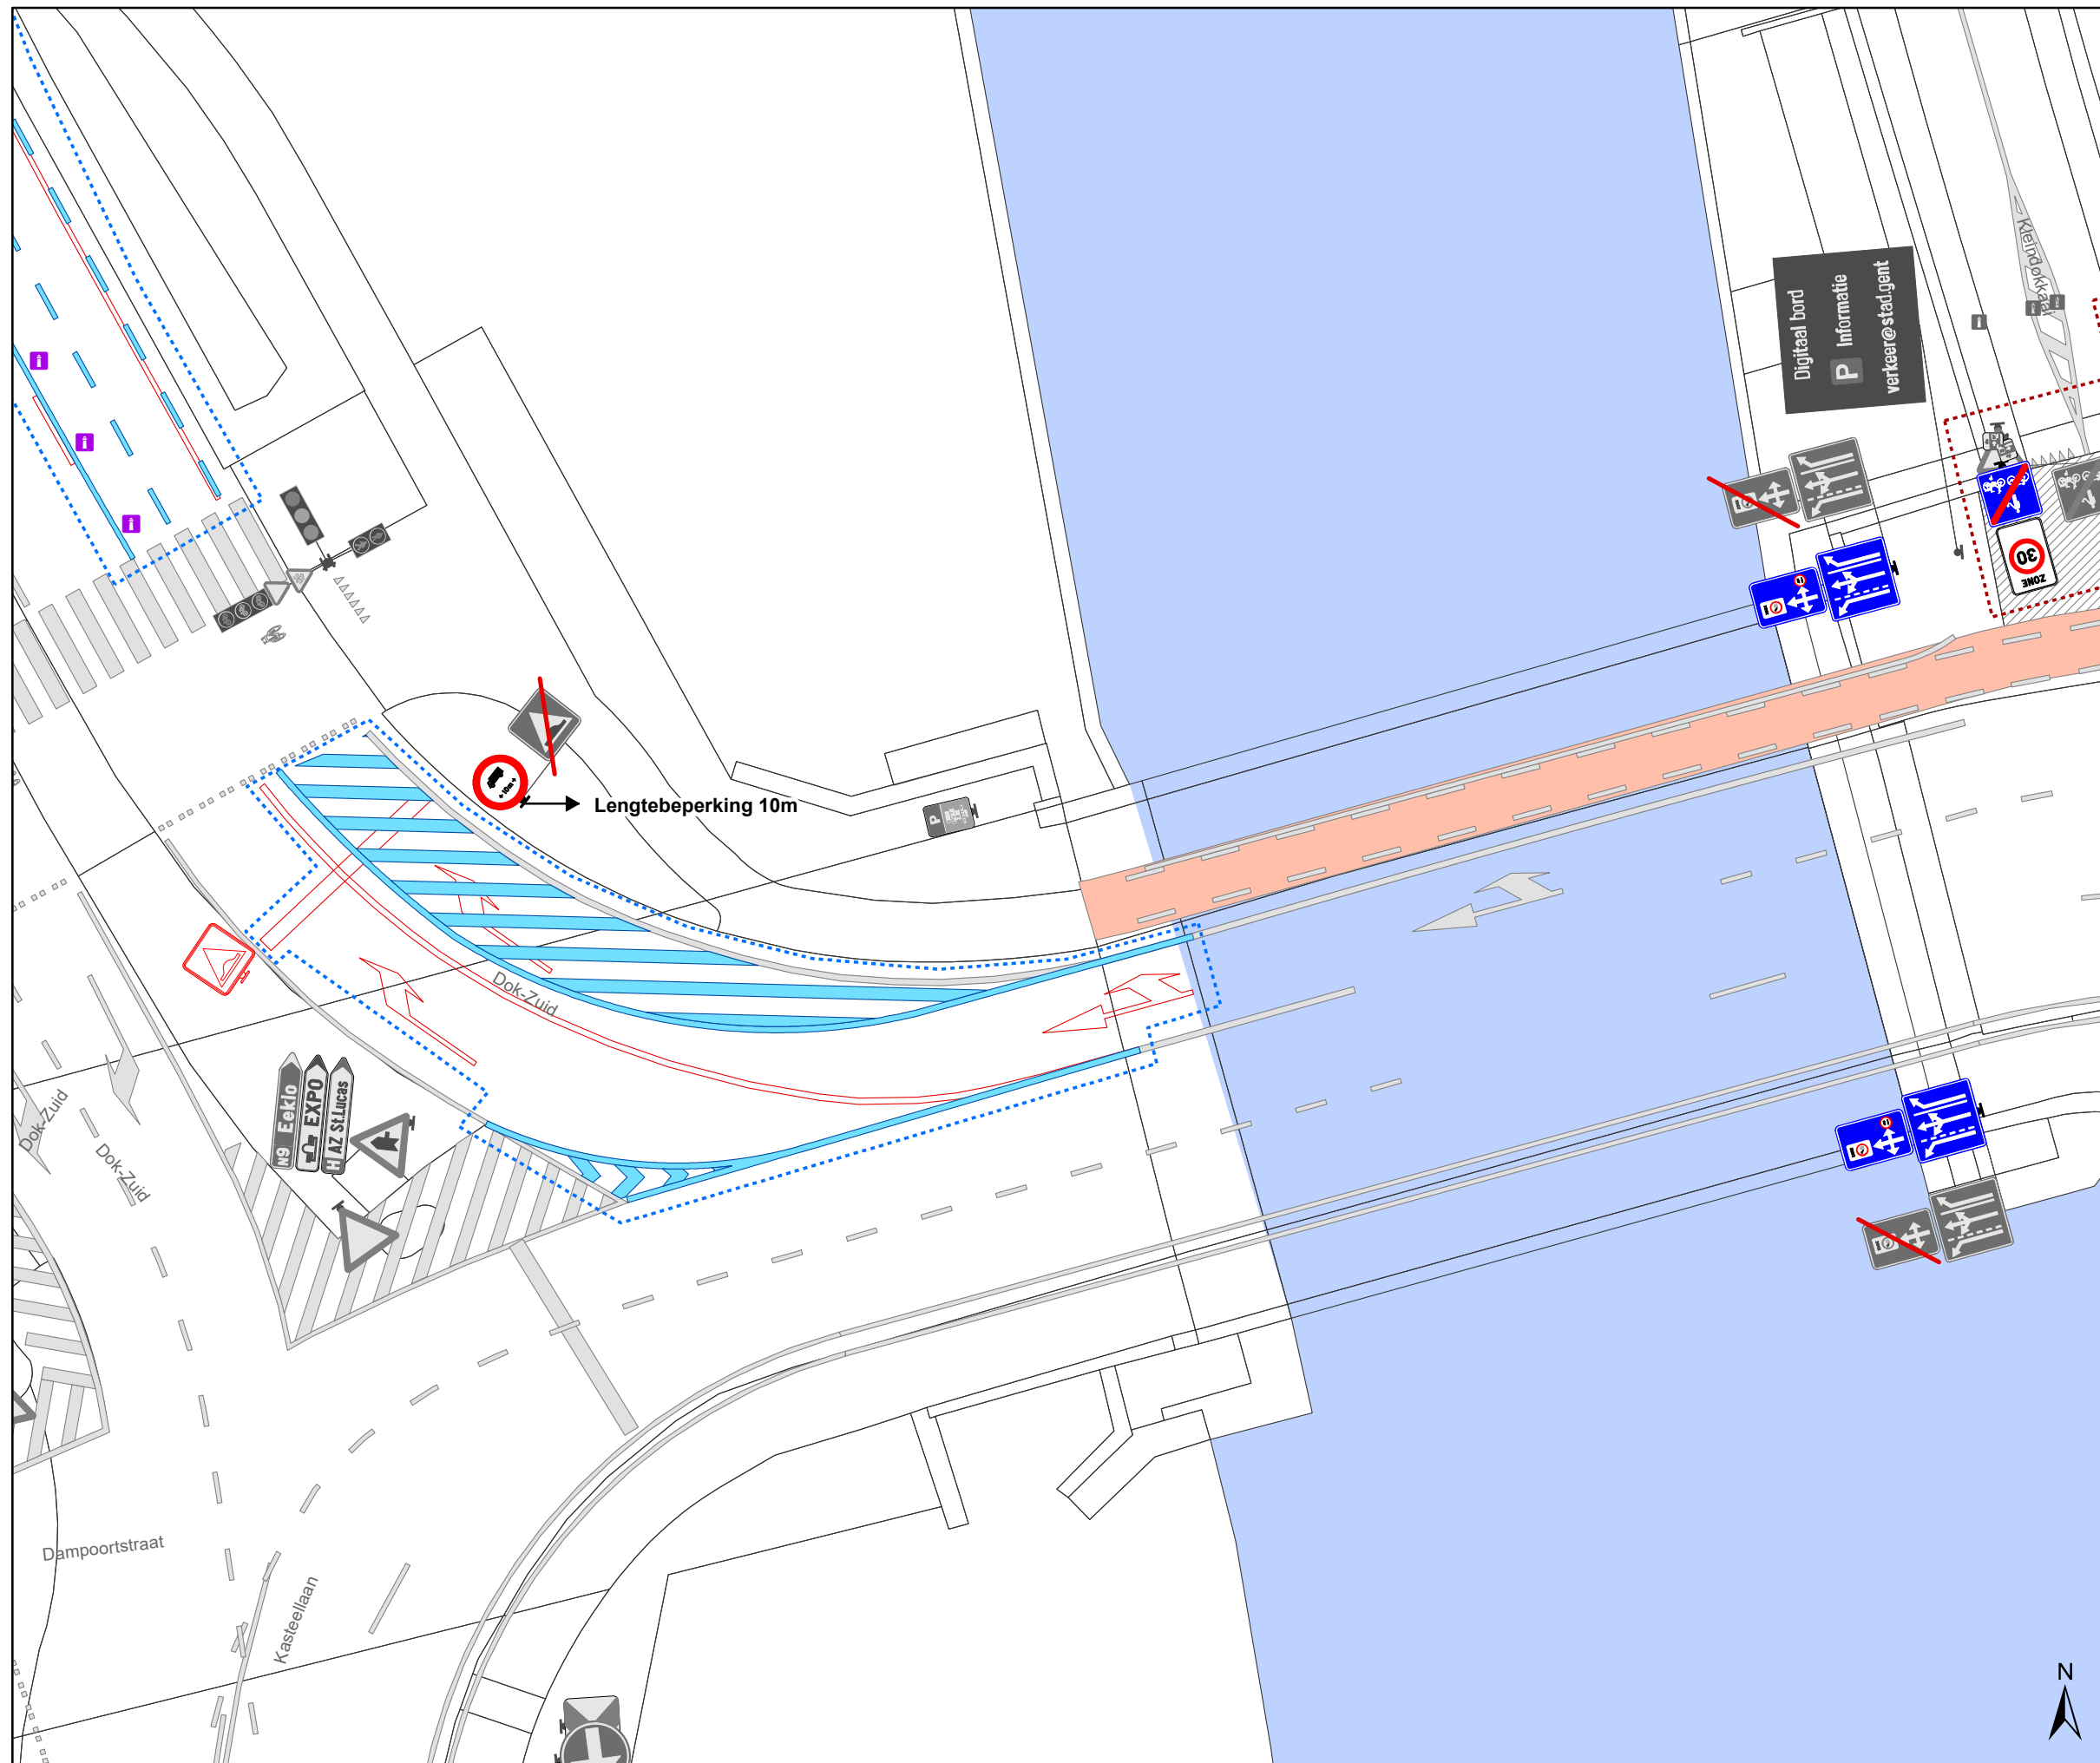 Kleindokkaai
Digitaal bord
P Informatie
verkeer@stad.gent
30
ZONE
10m
Lengtebeperking 10m
P
Dok-Zuid
N9 Eeklo
EXPO
H AZ St.Lucas
Dok-Zuid
Dok-Zuid
Dampoortstraat
Kasteellaan
N